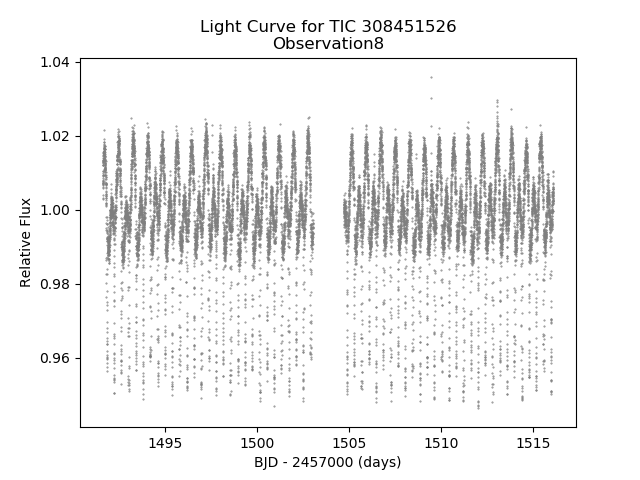 Light Curve for TIC 308451526
Observation8
1.04
1.02
1.00
0.98
0.96
Relative Flux
1495
1500
1505
1510
1515
BJD - 2457000 (days)